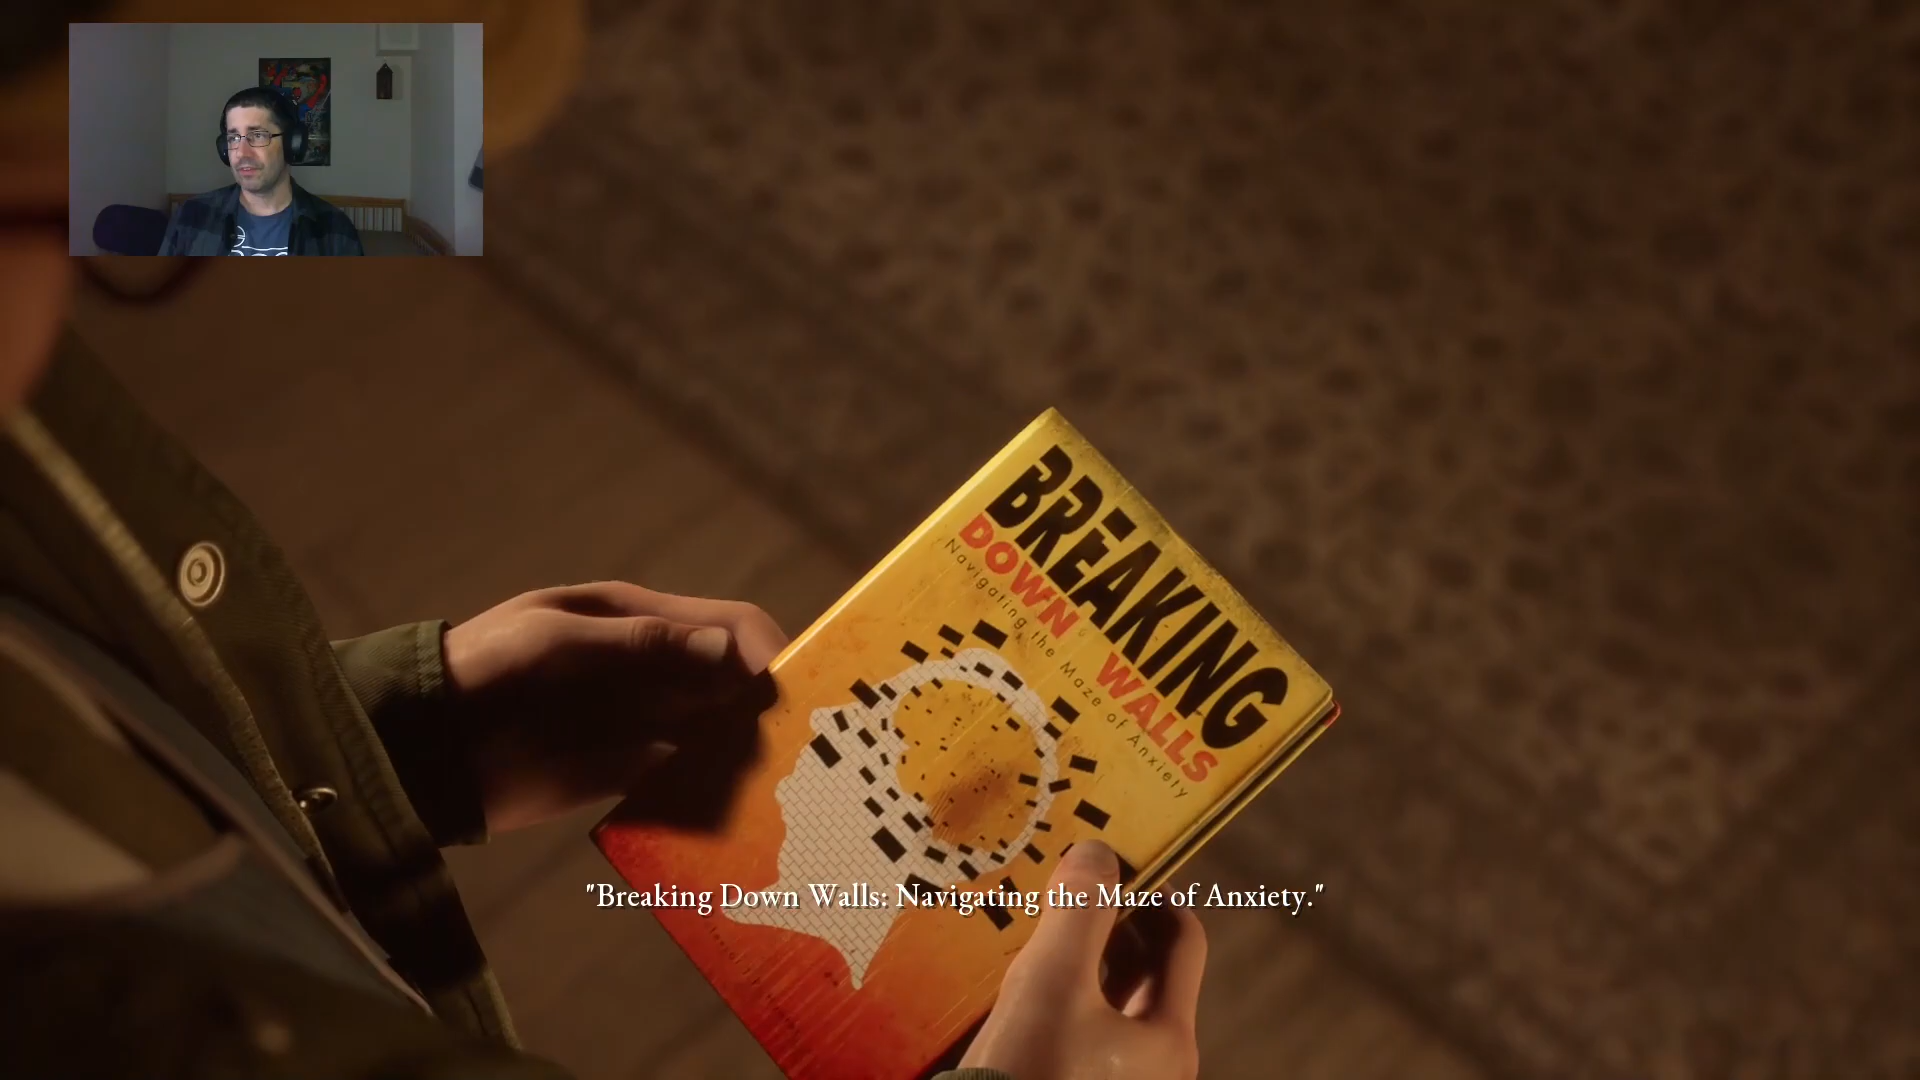 BREAKING
DOWN WALLS
Navigating the Maze of Anxiety
"Breaking Down Walls: Navigating the Maze of Anxiety."